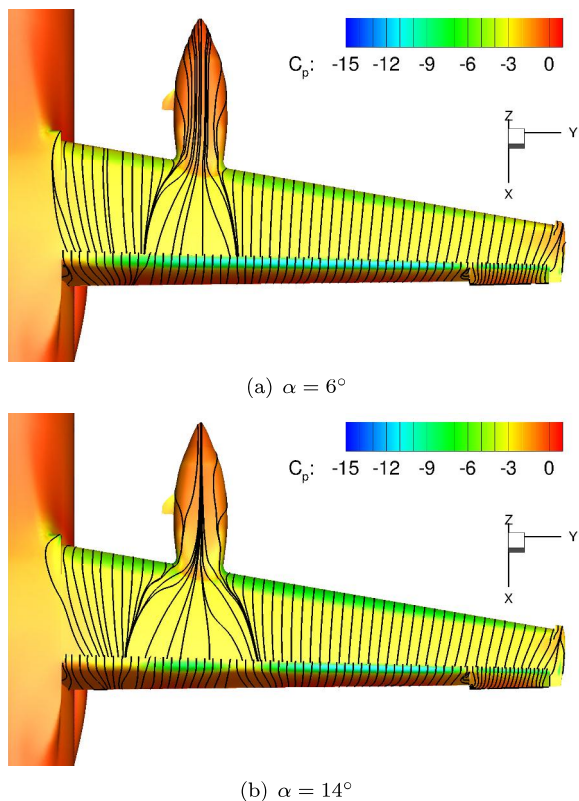 Cp: -15 -12 -9 -6 -3 0
Z
Y
X
(a) α = 6°
Cp: -15 -12 -9 -6 -3 0
Z
Y
X
(b) α = 14°